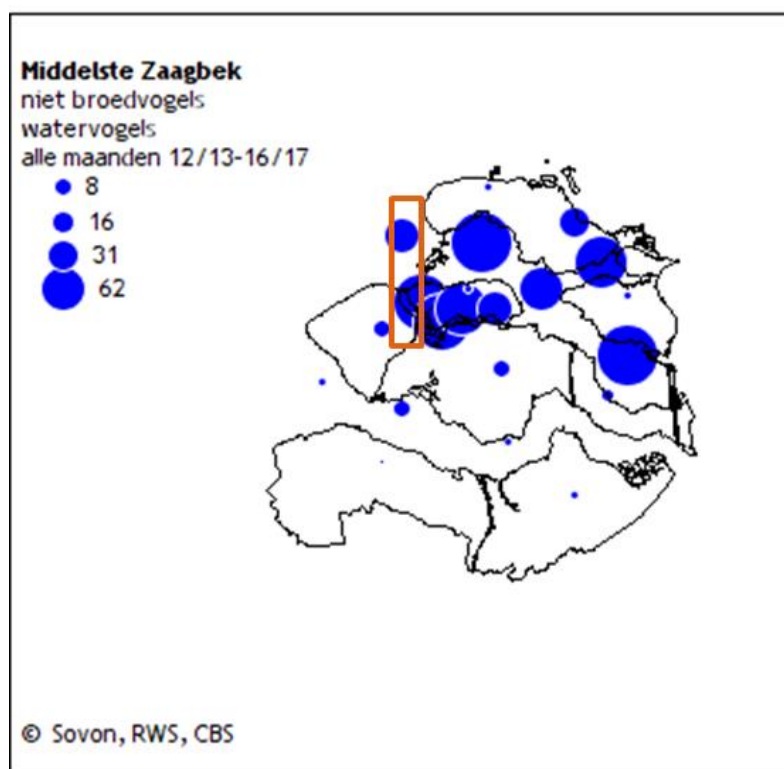 Middelste Zaagbek
niet broedvogels
watervogels
alle maanden 12/13-16/17
8
16
31
62
© Sovon, RWS, CBS